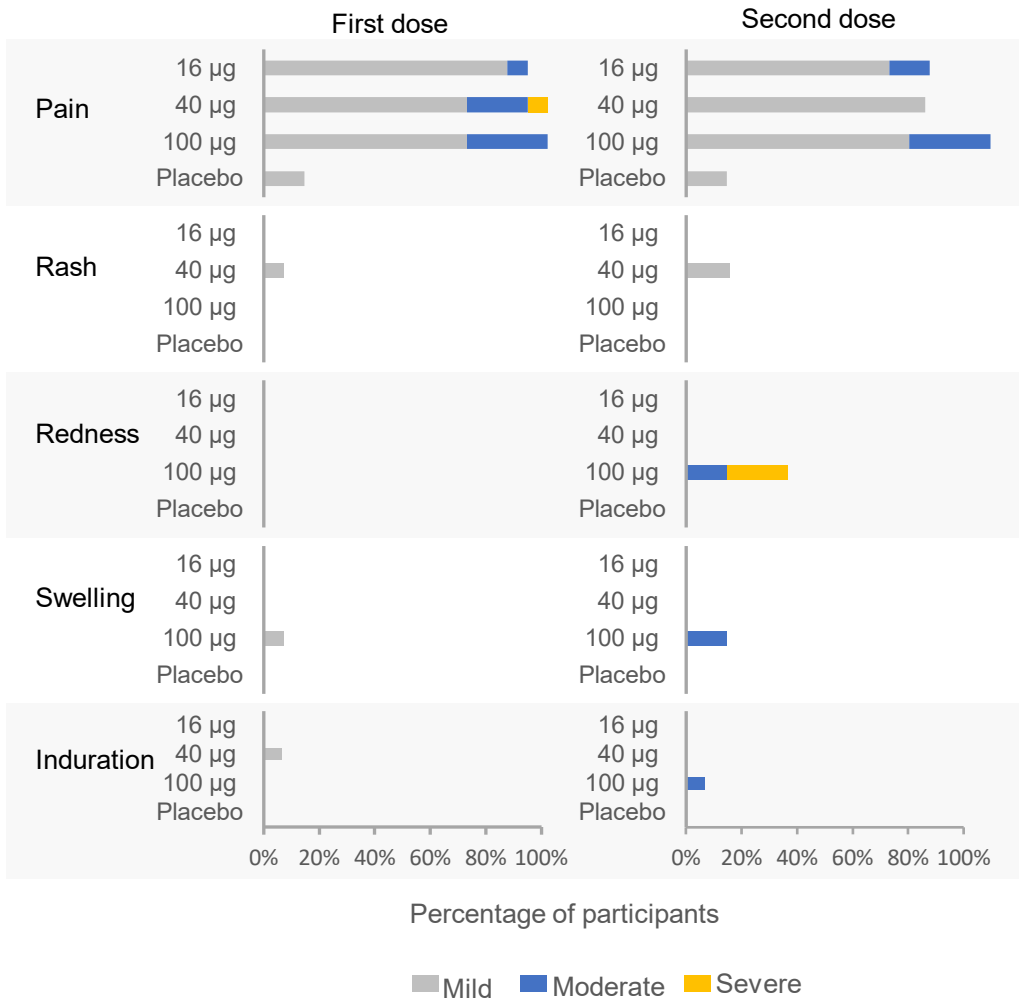 First dose
Second dose
Pain
16 µg
40 µg
100 µg
Placebo
16 µg
40 µg
100 µg
Placebo
Rash
16 µg
40 µg
100 µg
Placebo
16 µg
40 µg
100 µg
Placebo
Redness
16 µg
40 µg
100 µg
Placebo
16 µg
40 µg
100 µg
Placebo
Swelling
16 µg
40 µg
100 µg
Placebo
16 µg
40 µg
100 µg
Placebo
Induration
16 µg
40 µg
100 µg
Placebo
16 µg
40 µg
100 µg
Placebo
0% 20% 40% 60% 80% 100%
0% 20% 40% 60% 80% 100%
Percentage of participants
Mild Moderate Severe